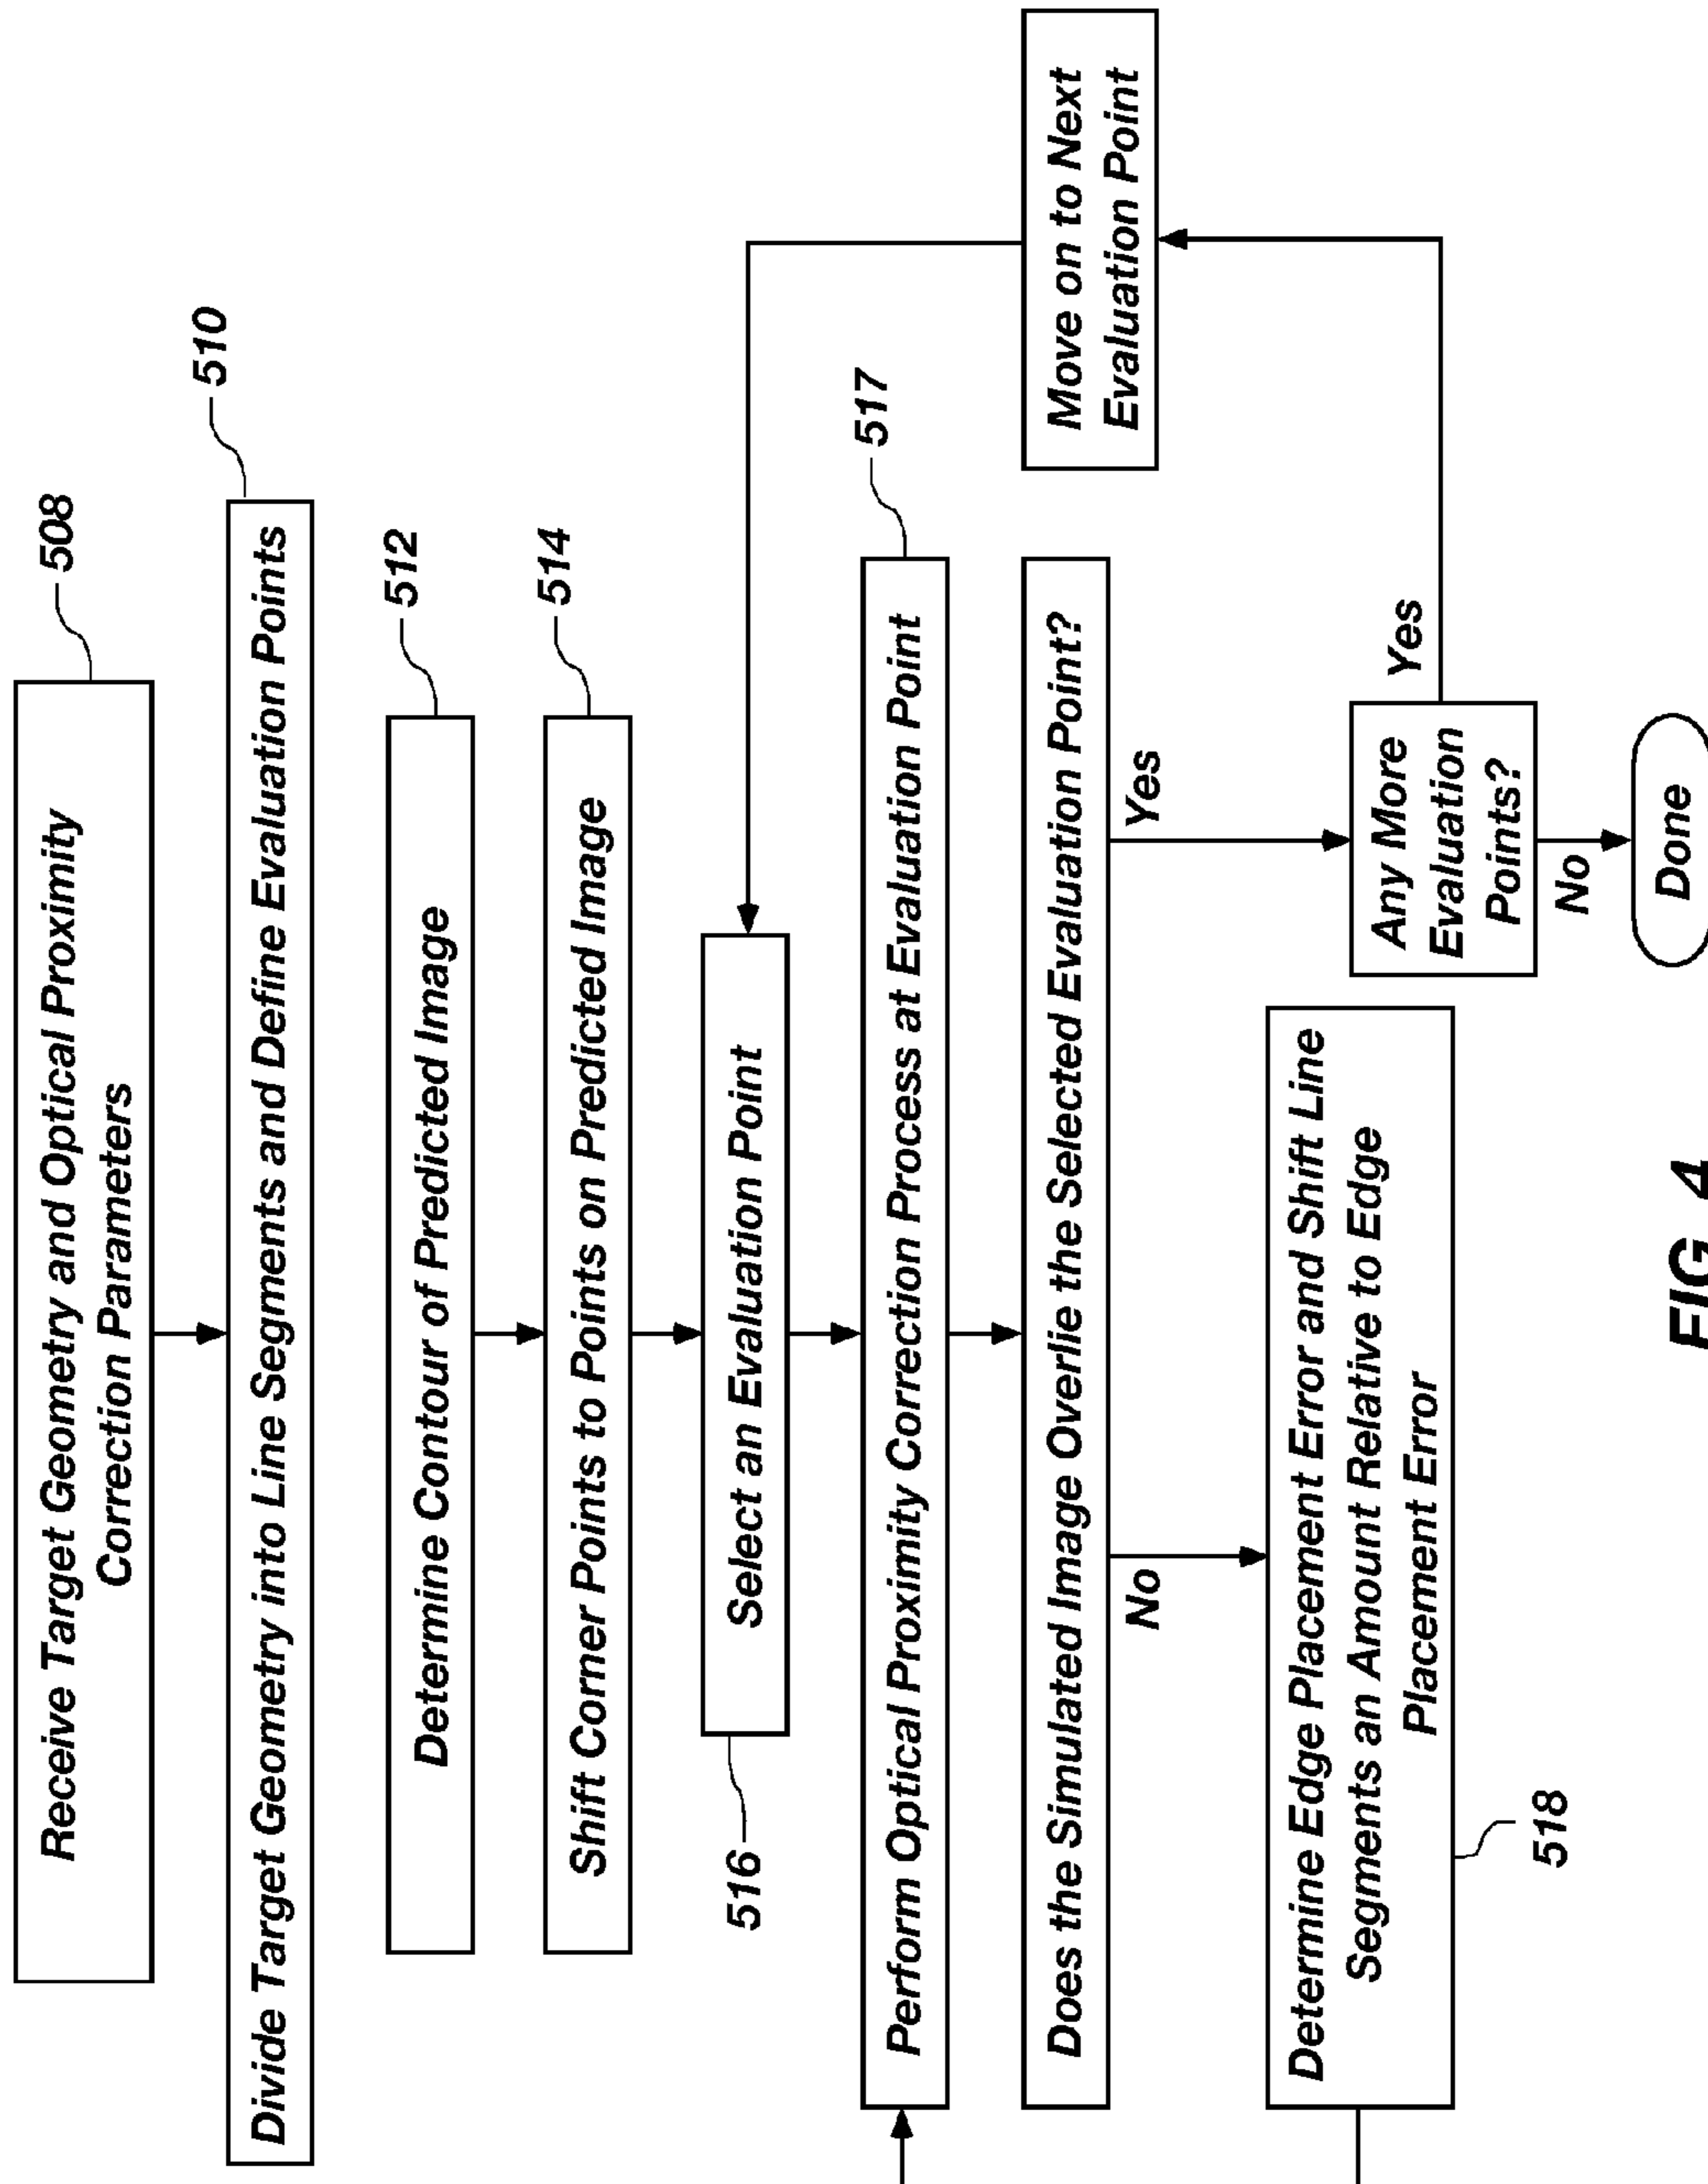 Receive Target Geometry and Optical Proximity
Correction Parameters
508
Divide Target Geometry into Line Segments and Define Evaluation Points
510
Determine Contour of Predicted Image
512
Shift Corner Points to Points on Predicted Image
514
Select an Evaluation Point
516
Perform Optical Proximity Correction Process at Evaluation Point
517
Does the Simulated Image Overlie the Selected Evaluation Point?
Move on to Next
Evaluation Point
No
Yes
Determine Edge Placement Error and Shift Line
Segments an Amount Relative to Edge
Placement Error
518
Any More
Evaluation
Points?
Yes
No
Done
FIG. 4